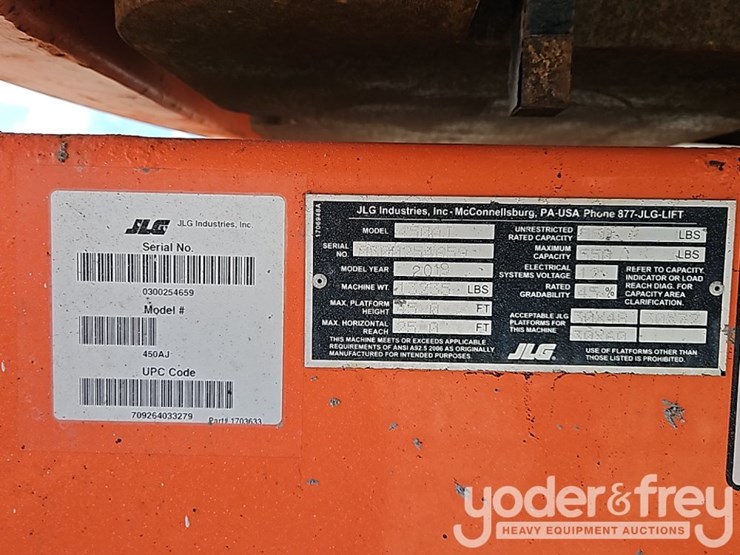 JLG JLG Industries, Inc.
Serial No.
0300254659
Model #
450AJ
UPC Code
709264033279
Part# 1703633
1706948A
JLG Industries, Inc - McConnellsburg, PA-USA Phone 877-JLG-LIFT
MODEL
SERIAL NO.
MODEL YEAR 2019
MACHINE WT. LBS
MAX. PLATFORM HEIGHT FT
MAX. HORIZONTAL REACH FT
THIS MACHINE MEETS OR EXCEEDS APPLICABLE
REQUIREMENTS OF ANSI A92.5 2006 AS ORIGINALLY
MANUFACTURED FOR INTENDED PURPOSES.
UNRESTRICTED RATED CAPACITY LBS
MAXIMUM CAPACITY LBS
ELECTRICAL SYSTEMS VOLTAGE
RATED GRADABILITY %
REFER TO CAPACITY
INDICATOR OR LOAD
REACH DIAG. FOR
CAPACITY AREA
CLARIFICATION.
ACCEPTABLE JLG
PLATFORMS FOR
THIS MACHINE
JLG
USE OF PLATFORMS OTHER THAN
THOSE LISTED IS PROHIBITED.
yoder&frey
HEAVY EQUIPMENT AUCTIONS